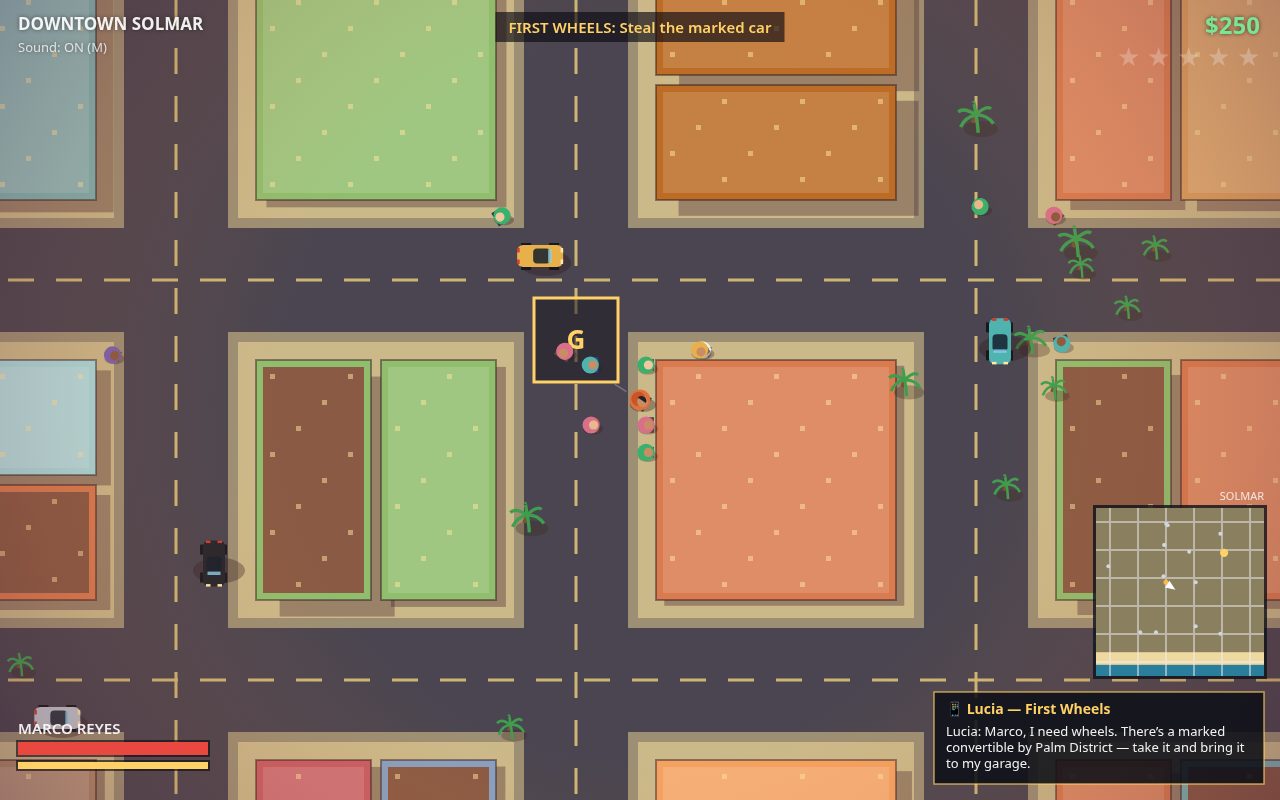 DOWNTOWN SOLMAR
Sound: ON (M)
FIRST WHEELS: Steal the marked car
$250
G
SOLMAR
MARCO REYES
Lucia — First Wheels
Lucia: Marco, I need wheels. There's a marked
convertible by Palm District — take it and bring it
to my garage.